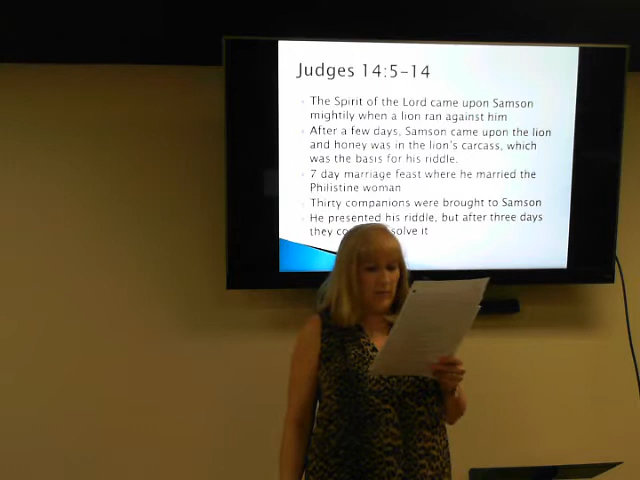 Judges 14:5-14
The Spirit of the Lord came upon Samson
mightily when a lion ran against him
After a few days, Samson came upon the lion
and honey was in the lion's carcass, which
was the basis for his riddle.
7 day marriage feast where he married the
Philistine woman
Thirty companions were brought to Samson
He presented his riddle, but after three days
they solve it